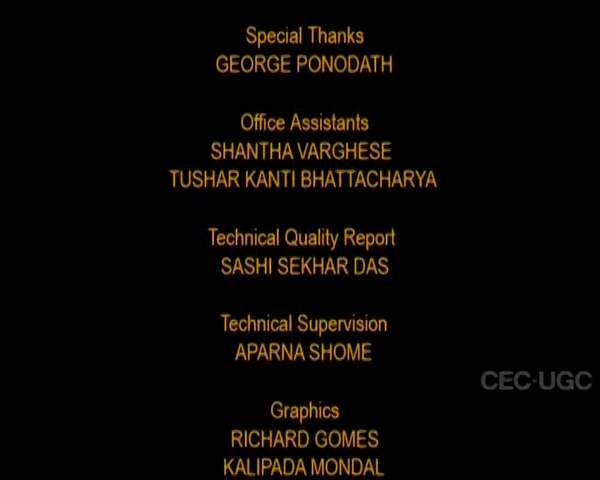 Special Thanks
GEORGE PONODATH
Office Assistants
SHANTHA VARGHESE
TUSHAR KANTI BHATTACHARYA
Technical Quality Report
SASHI SEKHAR DAS
Technical Supervision
APARNA SHOME
CEC-UGC
Graphics
RICHARD GOMES
KALIPADA MONDAL